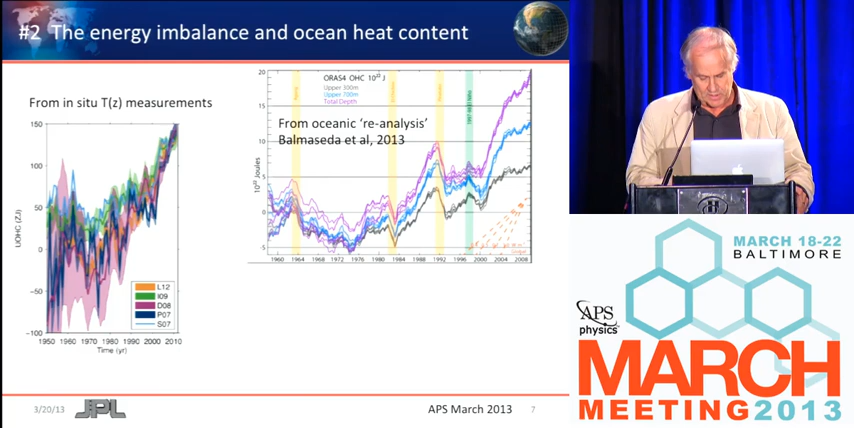 #2 The energy imbalance and ocean heat content
From in situ T(z) measurements
150
100
50
0
−50
−100
UOHC (ZJ)
L12
I09
D08
P07
S07
1950 1960 1970 1980 1990 2000 2010
Time (yr)
ORAS4 OHC 10²² J
Upper 300m
Upper 700m
Total Depth
From oceanic ‘re-analysis’
Balmaseda et al, 2013
20
15
10
5
0
-5
10²² Joules
1960 1964 1968 1972 1976 1980 1984 1988 1992 1996 2000 2004 2008
3/20/13
JPL
APS March 2013
7
MARCH 18-22
BALTIMORE
APS
physics
MARCH
MEETING 2013